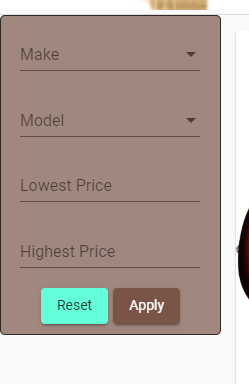 Make
Model
Lowest Price
Highest Price
Reset Apply